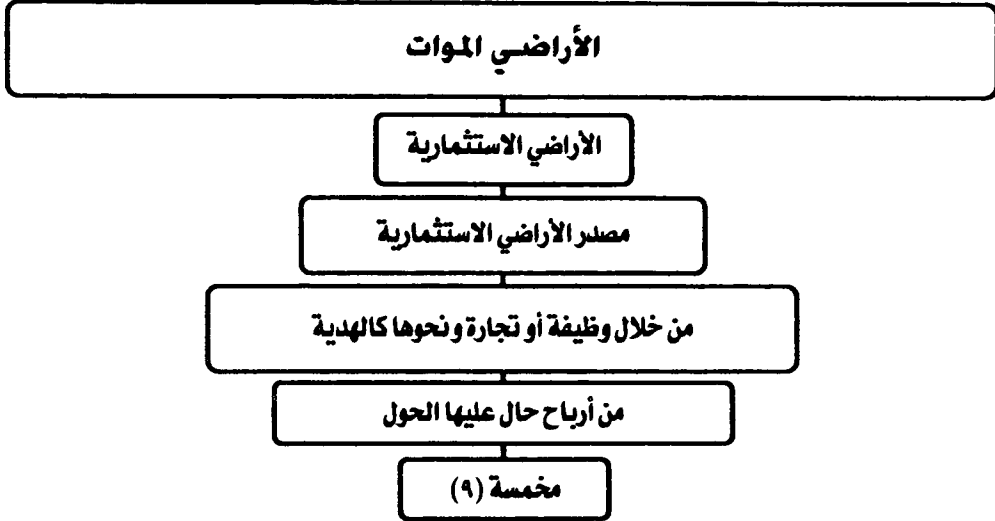 الأراضي الموات
الأراضي الاستثمارية
مصدر الأراضي الاستثمارية
من خلال وظيفة أو تجارة ونحوها كالهدية
من أرباح حال عليها الحول
مخمسة (٩)